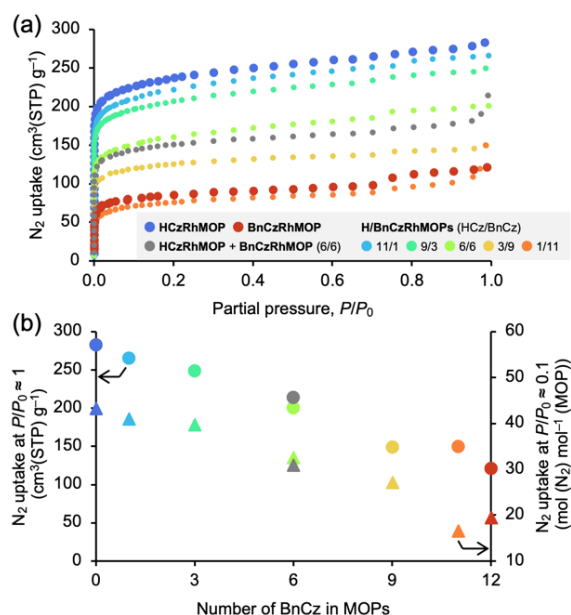 (a)
300
250
200
150
100
50
0
N₂ uptake (cm³(STP) g⁻¹)
HCzRhMOP BnCzRhMOP H/BnCzRhMOPs (HCz/BnCz)
HCzRhMOP + BnCzRhMOP (6/6) 11/1 9/3 6/6 3/9 1/11
0.0 0.2 0.4 0.6 0.8 1.0
Partial pressure, P/P₀
(b)
300
250
200
150
100
50
0
N₂ uptake at P/P₀ ≈ 1
(cm³(STP) g⁻¹)
60
50
40
30
20
10
N₂ uptake at P/P₀ ≈ 0.1
(mol (N₂) mol⁻¹ (MOP))
0 3 6 9 12
Number of BnCz in MOPs